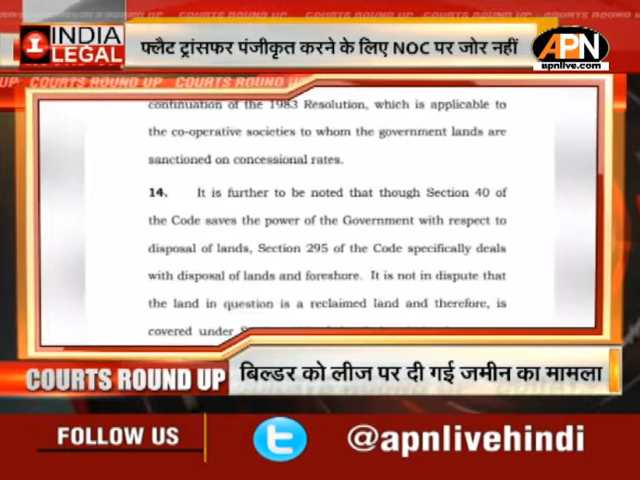 INDIA
LEGAL
फ्लैट ट्रांसफर पंजीकृत करने के लिए NOC पर जोर नहीं
APN
apnlive.com
COURTS ROUND UP COURTS ROUND UP
continuation of the 1983 Resolution, which is applicable to
the co-operative societies to whom the government lands are
sanctioned on concessional rates.
14. It is further to be noted that though Section 40 of
the Code saves the power of the Government with respect to
disposal of lands, Section 295 of the Code specifically deals
with disposal of lands and foreshore. It is not in dispute that
the land in question is a reclaimed land and therefore, is
covered under
COURTS ROUND UP
बिल्डर को लीज पर दी गई जमीन का मामला
FOLLOW US
@apnlivehindi